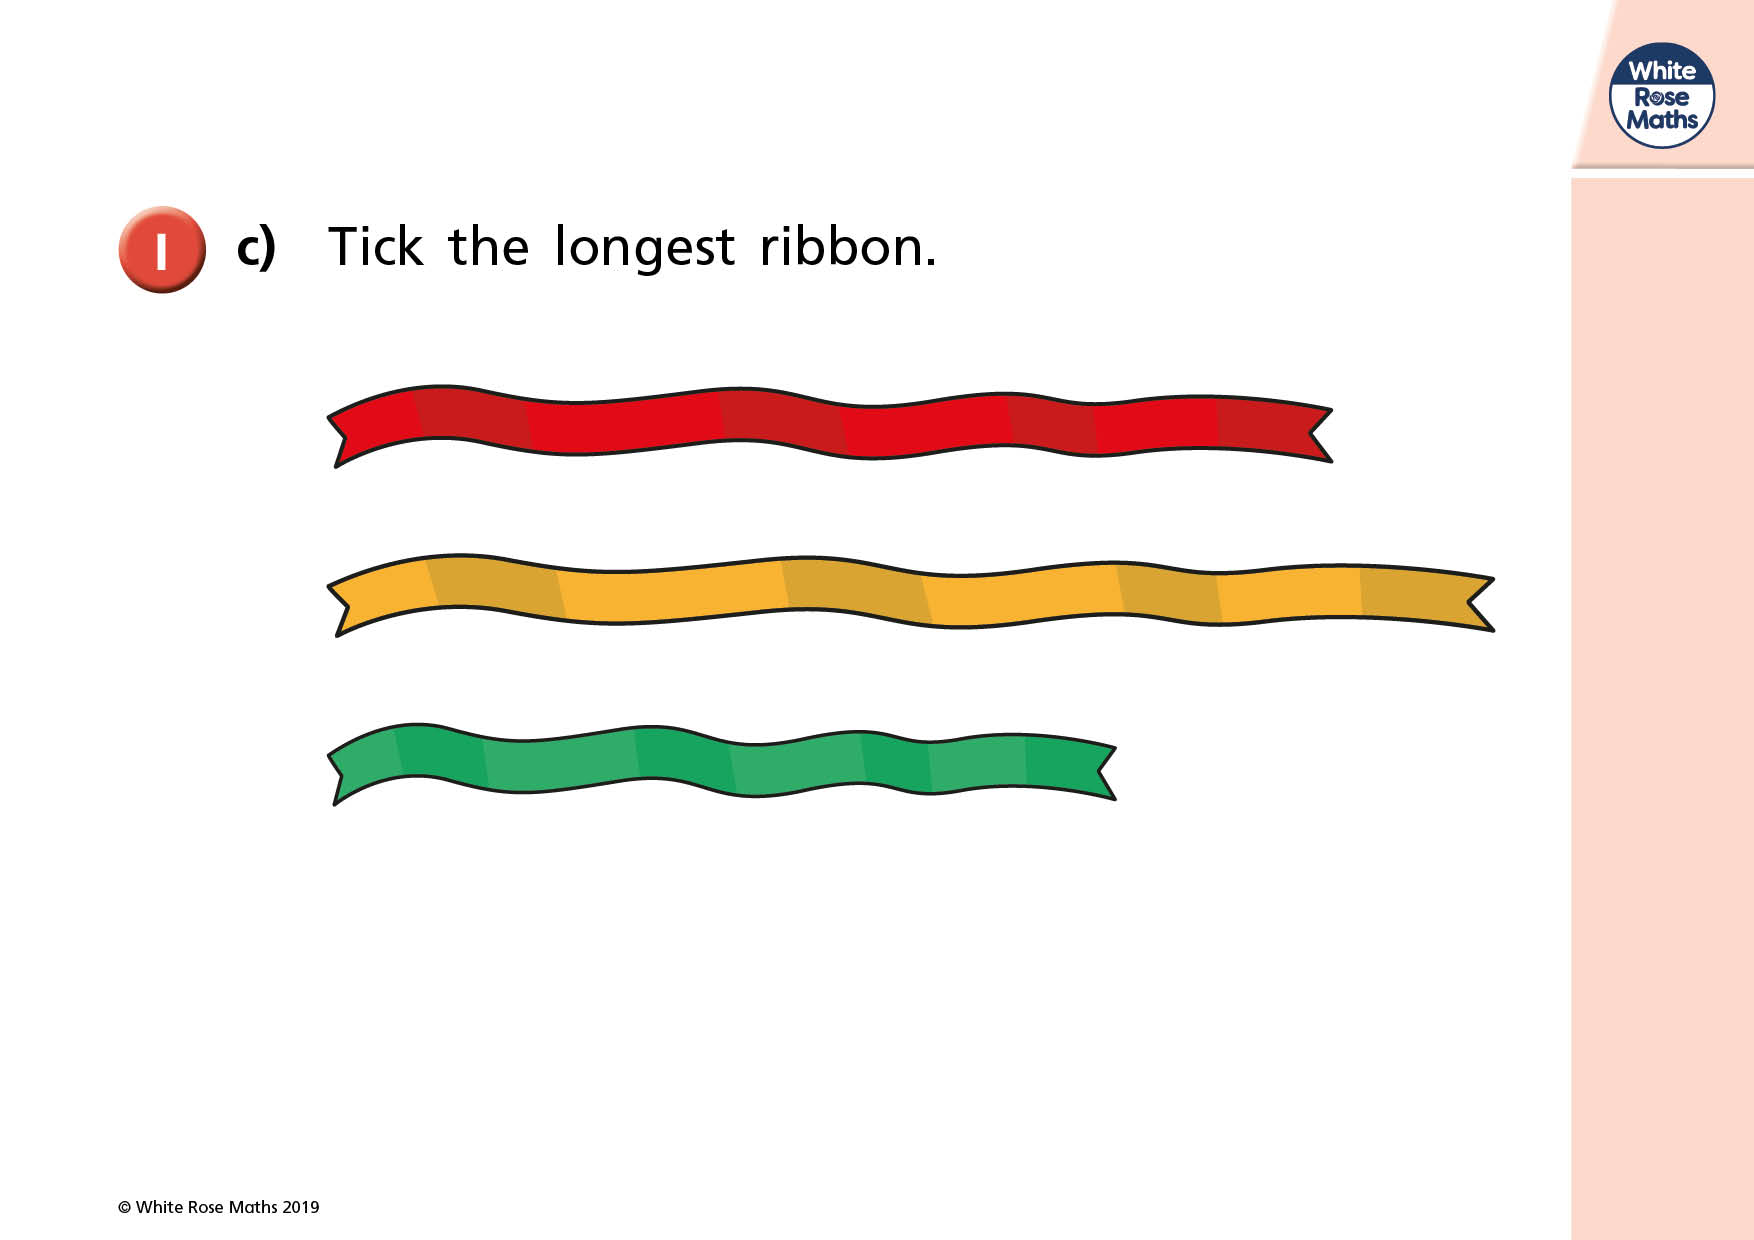 White
Rose
Maths
1 c) Tick the longest ribbon.
© White Rose Maths 2019